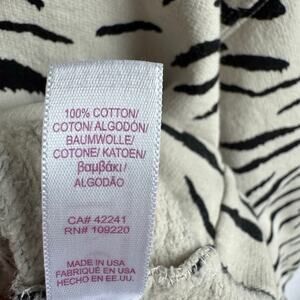 100% COTTON/
COTON/ ALGODÓN/
BAUMWOLLE/
COTONE/ KATOEN/
βαμβάκι/
ALGODÃO
CA# 42241
RN# 109220
MADE IN USA
FABRIQUÉ EN USA
HECHO EN EE.UU.